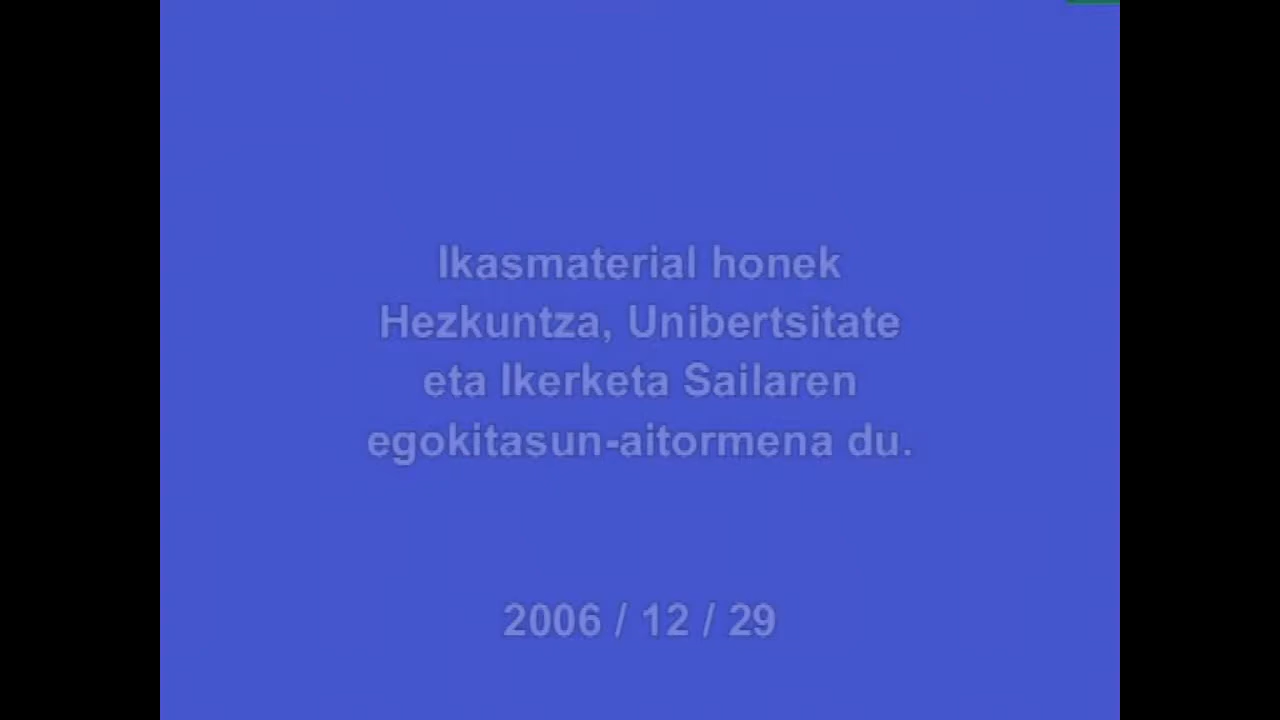 Ikasmaterial honek
Hezkuntza, Unibertsitate
eta Ikerketa Sailaren
egokitasun-aitormena du.
2006 / 12 / 29